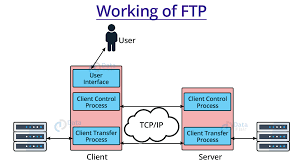 Working of FTP
User
User
Interface
Client Control
Process
Client Control
Process
TCP/IP
Client Transfer
Process
Client Transfer
Process
Client
Server